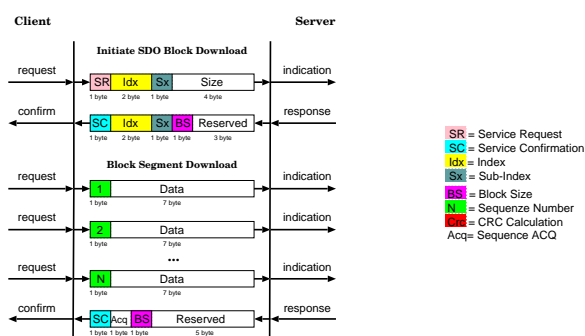 Client Server
Initiate SDO Block Download
request indication
SR Idx Sx Size
1 byte 2 byte 1 byte 4 byte
confirm response
SC Idx Sx BS Reserved
1 byte 2 byte 1 byte 1 byte 3 byte
Block Segment Download
request indication
1 Data
1 byte 7 byte
request indication
2 Data
1 byte 7 byte
...
request indication
N Data
1 byte 7 byte
confirm response
SC Acq BS Reserved
1 byte 1 byte 1 byte 5 byte
SR = Service Request
SC = Service Confirmation
Idx = Index
Sx = Sub-Index
BS = Block Size
N = Sequenze Number
Crc = CRC Calculation
Acq= Sequence ACQ